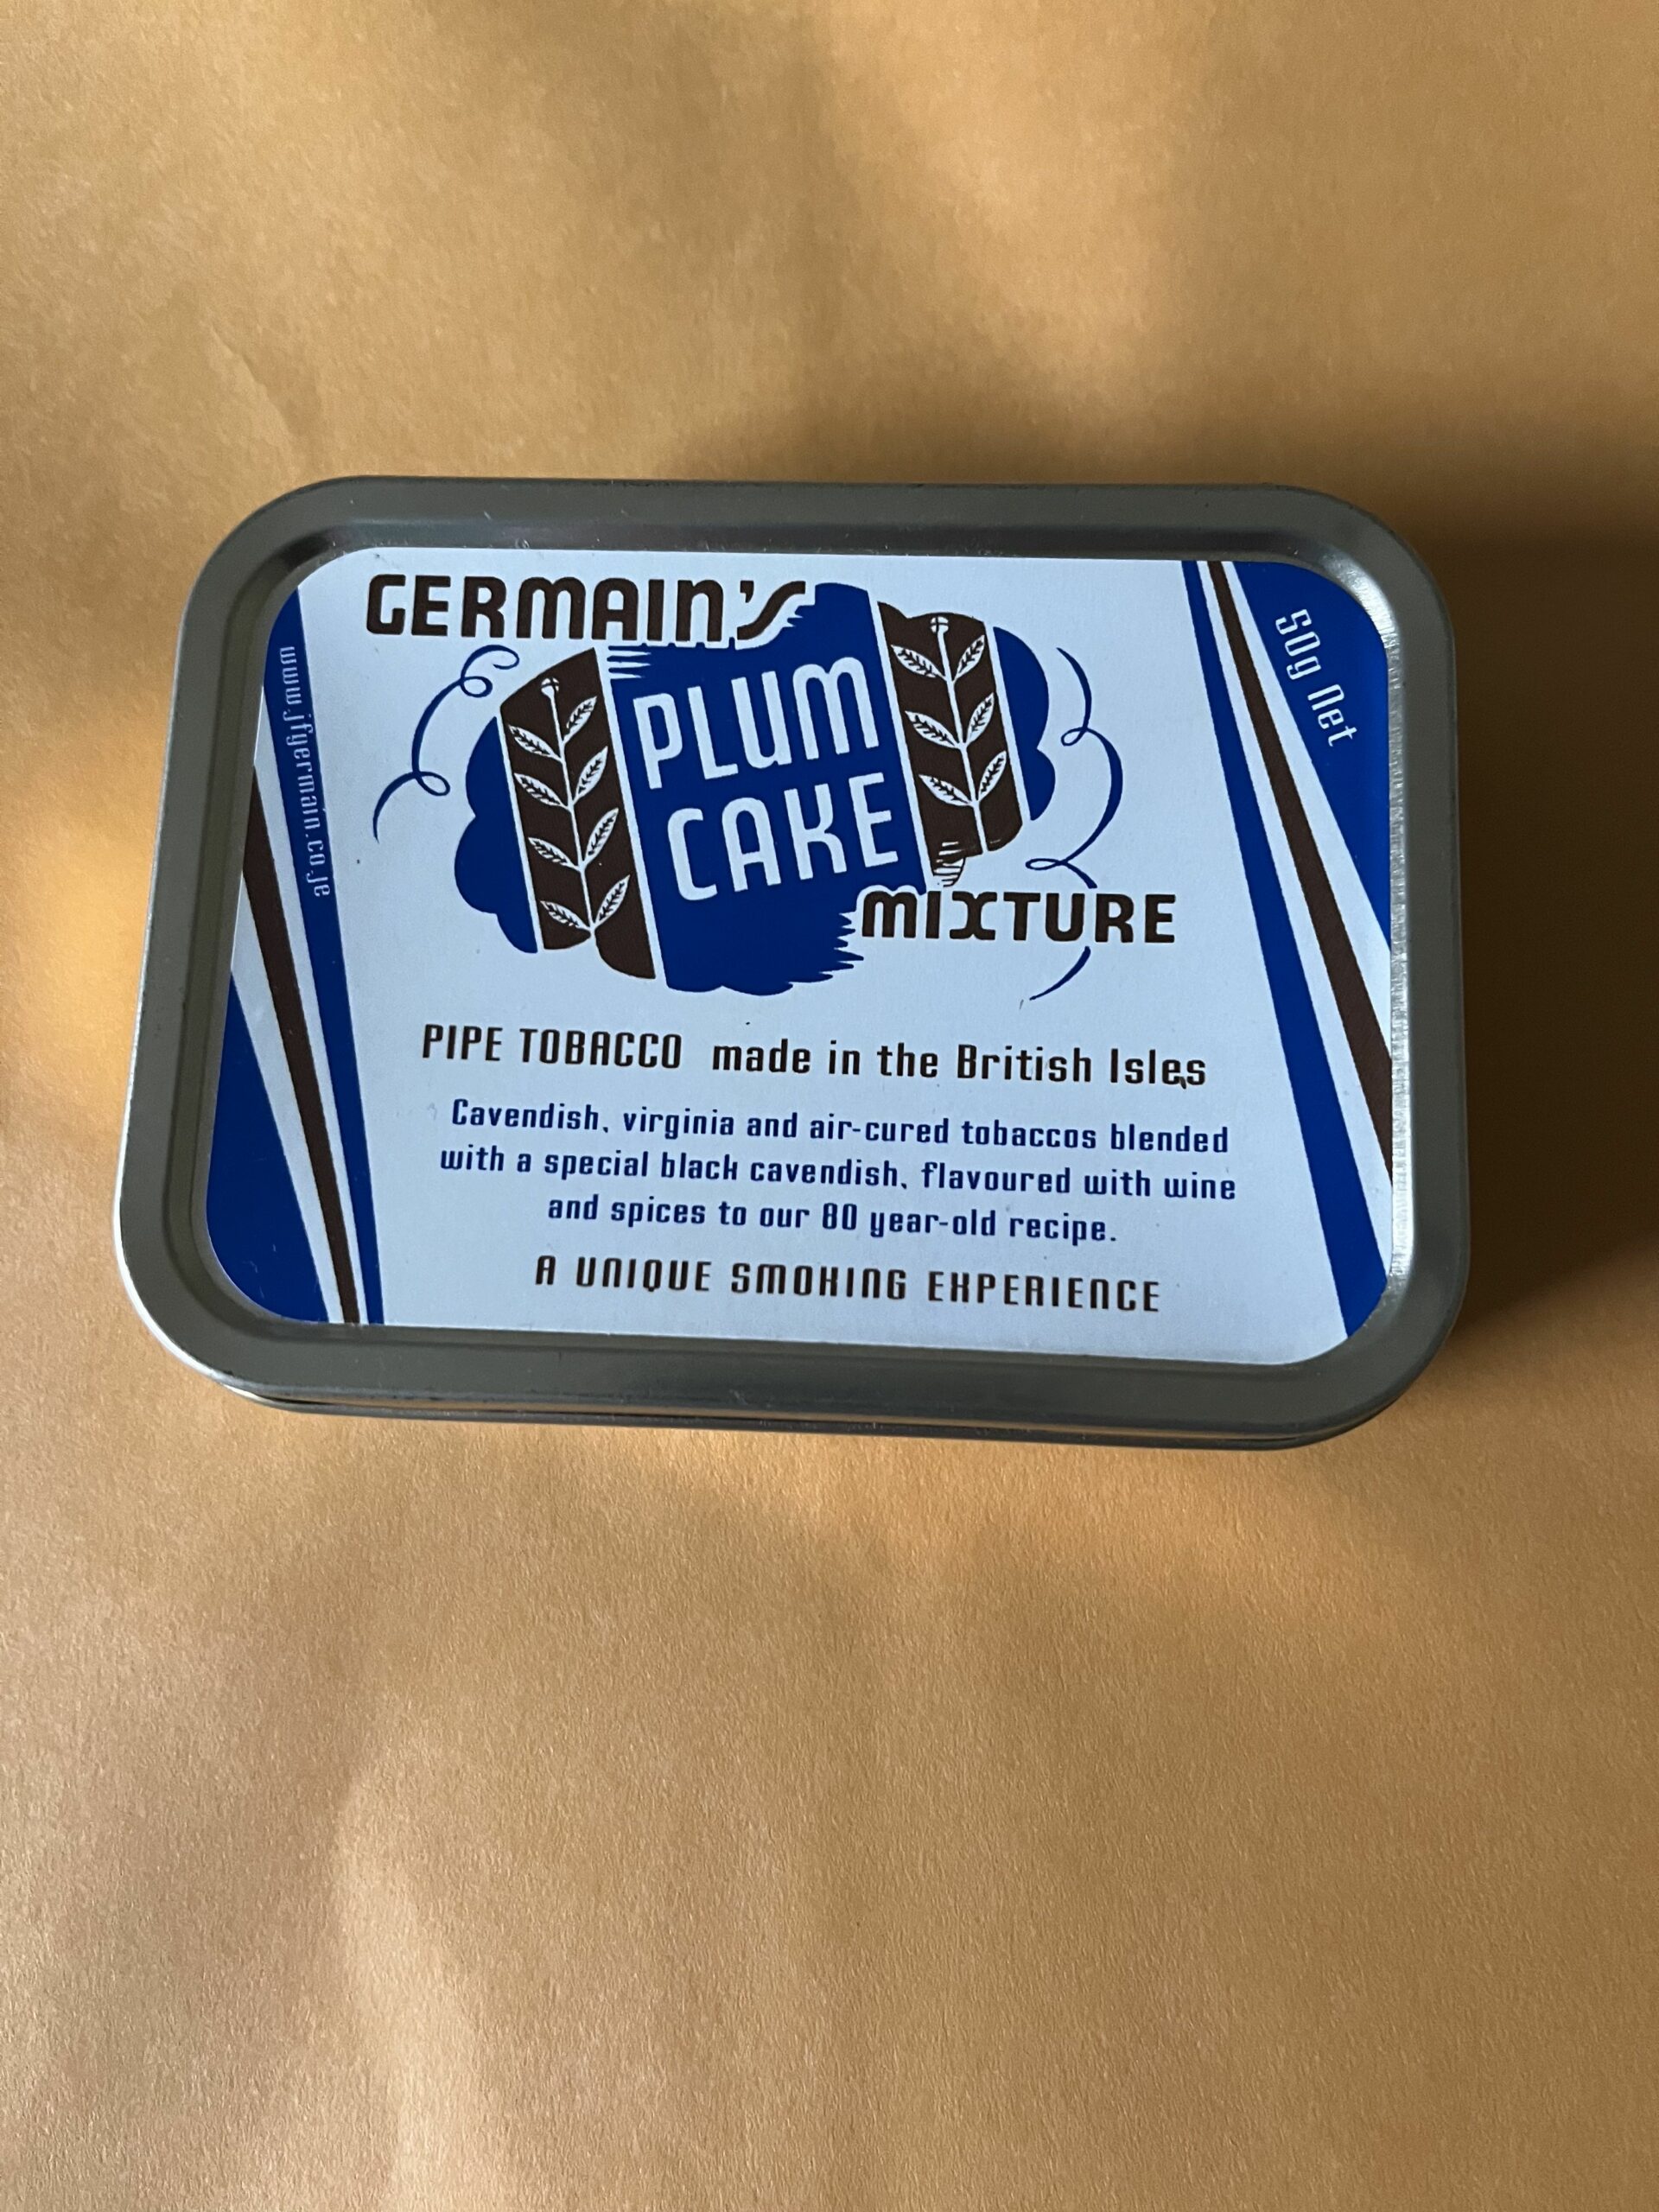 GERMAIN'S
PLUM
CAKE
MIXTURE
PIPE TOBACCO made in the British Isles
Cavendish, virginia and air-cured tobaccos blended
with a special black cavendish, flavoured with wine
and spices to our 80 year-old recipe.
A UNIQUE SMOKING EXPERIENCE
www.jfgermain.co.je
50g Net